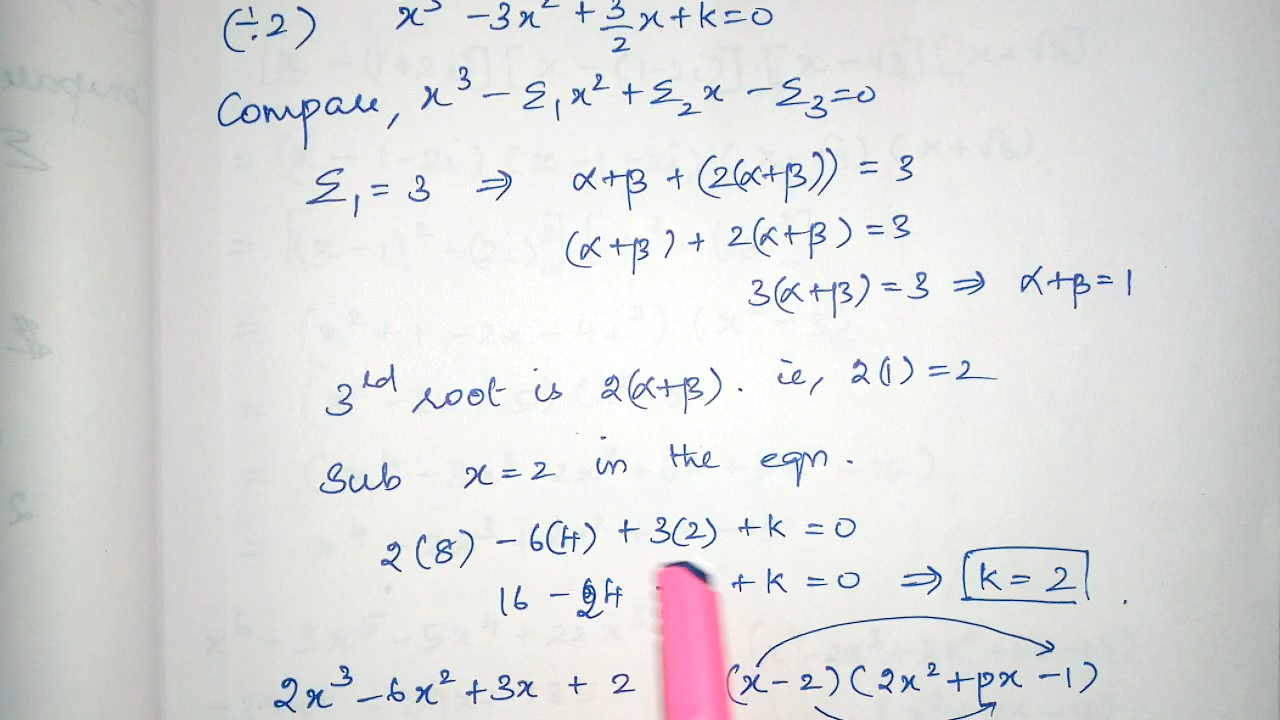 (÷2) x³ - 3x² + 3/2 x + k = 0
Compare, x³ - Σ₁x² + Σ₂x - Σ₃ = 0
Σ₁ = 3 ⇒ α+β + (2(α+β)) = 3
(α+β) + 2(α+β) = 3
3(α+β) = 3 ⇒ α+β = 1
3rd root is 2(α+β). ie, 2(1) = 2
Sub x = 2 in the eqn.
2(8) - 6(4) + 3(2) + k = 0
16 - 24 + k = 0 ⇒ k = 2.
2x³ - 6x² + 3x + 2 (x-2)(2x² + px - 1)